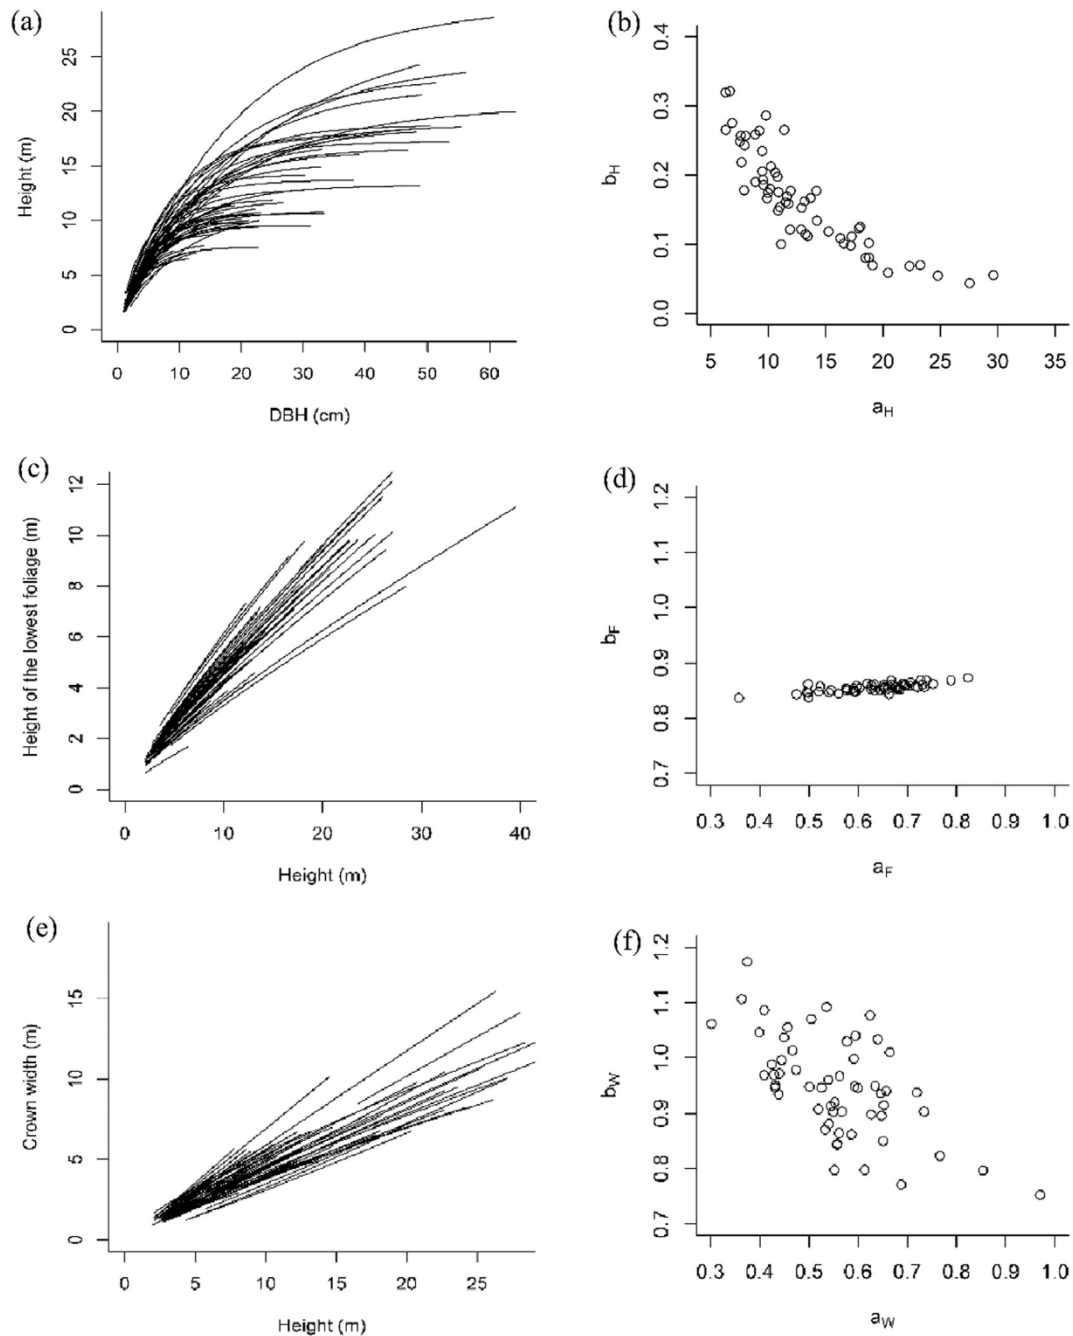 (a)
25
20
15
10
5
0
Height (m)
0 10 20 30 40 50 60
DBH (cm)
(b)
0.4
0.3
0.2
0.1
0.0
b_H
5 10 15 20 25 30 35
a_H
(c)
12
10
8
6
4
2
0
Height of the lowest foliage (m)
0 10 20 30 40
Height (m)
(d)
1.2
1.1
1.0
0.9
0.8
0.7
b_F
0.3 0.4 0.5 0.6 0.7 0.8 0.9 1.0
a_F
(e)
15
10
5
0
Crown width (m)
0 5 10 15 20 25
Height (m)
(f)
1.2
1.1
1.0
0.9
0.8
0.7
b_W
0.3 0.4 0.5 0.6 0.7 0.8 0.9 1.0
a_W